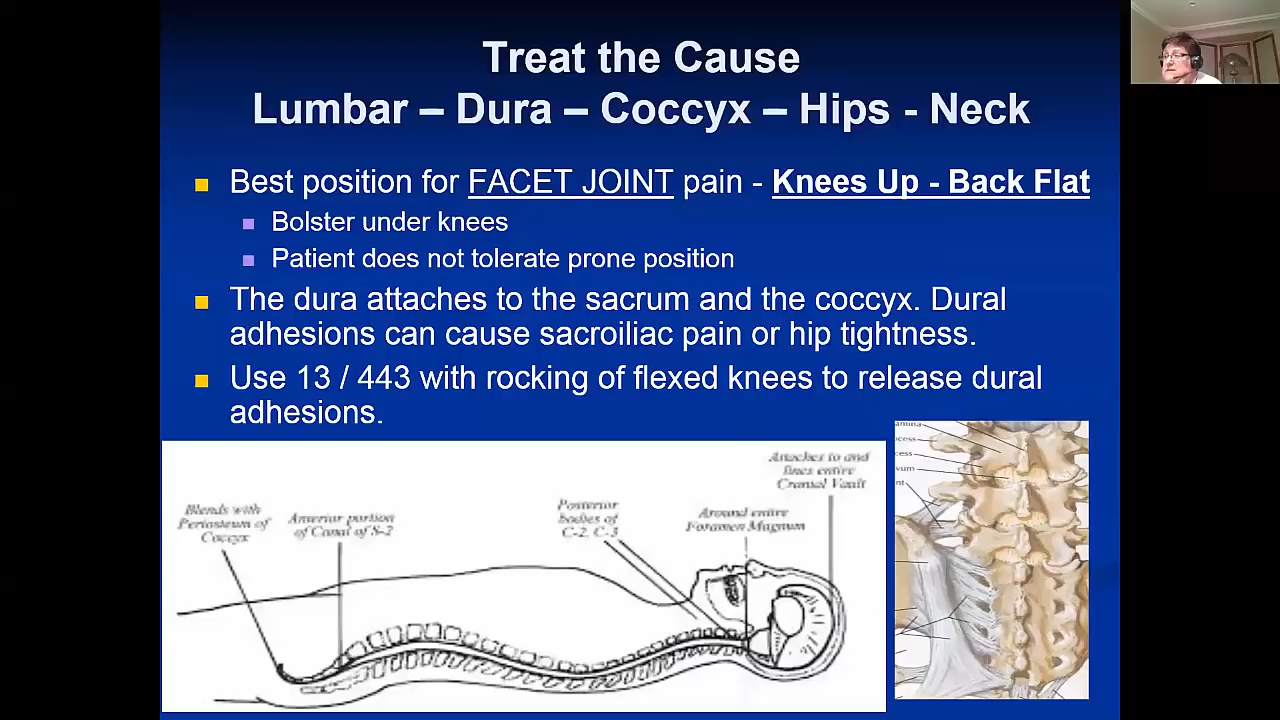 Treat the Cause
Lumbar – Dura – Coccyx – Hips - Neck
Best position for FACET JOINT pain - Knees Up - Back Flat
Bolster under knees
Patient does not tolerate prone position
The dura attaches to the sacrum and the coccyx. Dural
adhesions can cause sacroiliac pain or hip tightness.
Use 13 / 443 with rocking of flexed knees to release dural
adhesions.
Blends with
Periosteum of
Coccyx
Anterior portion
of Canal of S-2
Posterior
bodies of
C-2, C-3
Around entire
Foramen Magnum
Attaches to and
lines entire
Cranial Vault